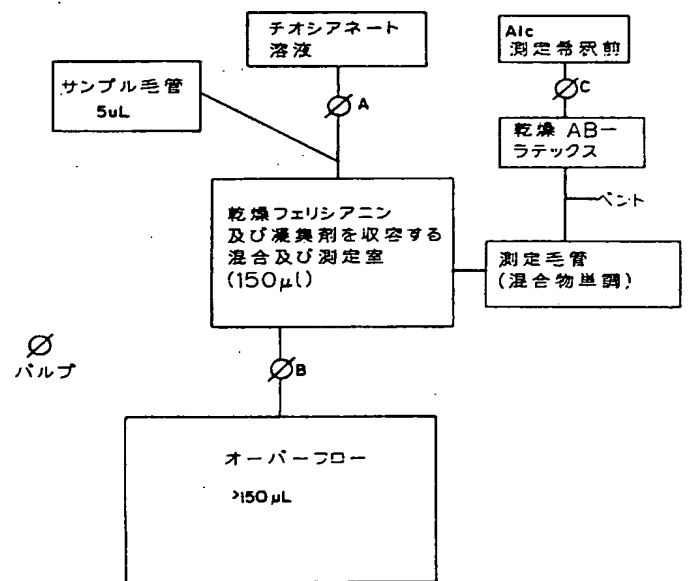 チオシアネート
溶液
A
サンプル毛管
5uL
A1c
測定希釈前
C
乾燥 AB-
ラテックス
ベント
乾燥フェリシアニン
及び凝集剤を収容する
混合及び測定室
(150μl)
測定毛管
(混合物単調)
バルブ
B
オーバーフロー
>150μL